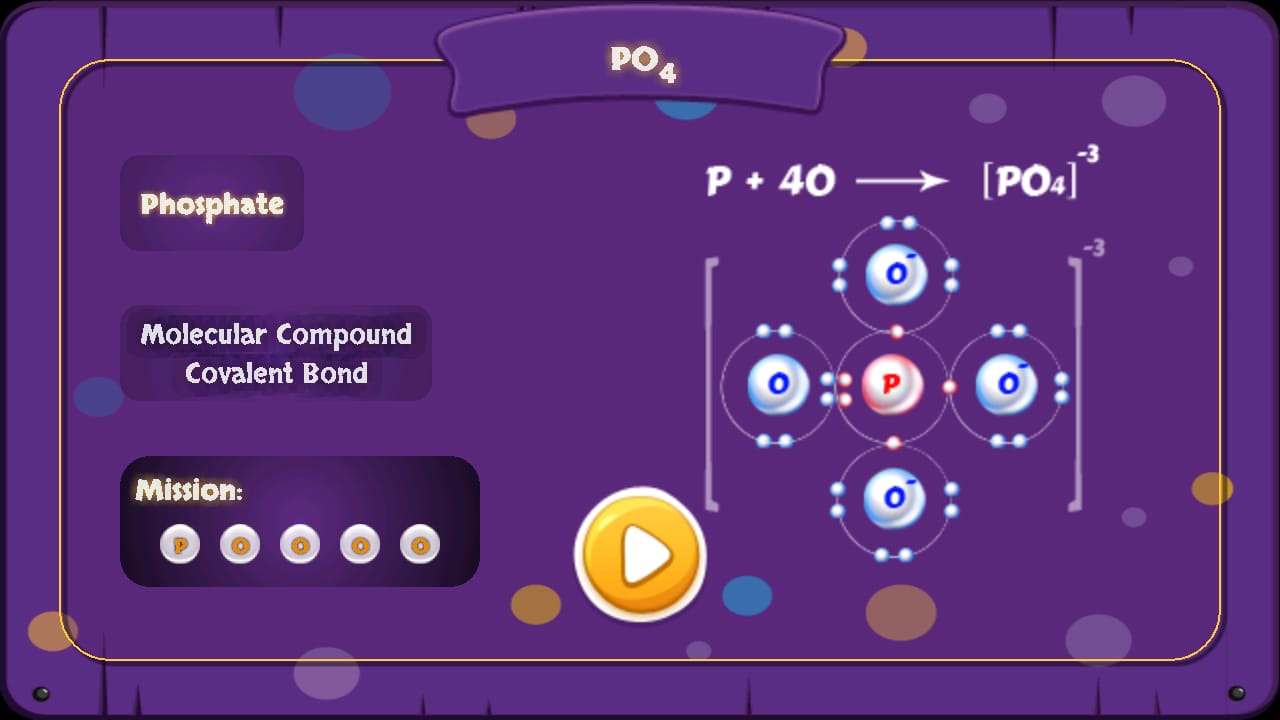 PO₄
Phosphate
P + 4O → [PO₄]⁻³
-3
O⁻
O P O⁻
O⁻
Molecular Compound
Covalent Bond
Mission:
P O O O O